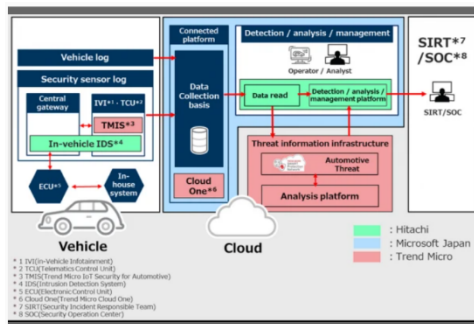 Vehicle log
Security sensor log
Central
gateway
IVI*¹・TCU*²
TMIS*³
In-vehicle IDS*⁴
ECU*⁵
In-
house
system
Vehicle
Connected
platform
Data
Collection
basis
Cloud
One*⁶
Cloud
Detection / analysis / management
Operator / Analyst
Data read
Detection / analysis /
management platform
Threat information infrastructure
Automotive
Threat
Analysis platform
SIRT*⁷
/SOC*⁸
SIRT/SOC
: Hitachi
: Microsoft Japan
: Trend Micro
* 1 IVI(in-Vehicle Infotainment)
* 2 TCU(Telematics Control Unit)
* 3 TMIS(Trend Micro IoT Security for Automotive)
* 4 IDS(Intrusion Detection System)
* 5 ECU(Electronic Control Unit)
* 6 Cloud One(Trend Micro Cloud One)
* 7 SIRT(Security Incident Responsible Team)
* 8 SOC(Security Operation Center)